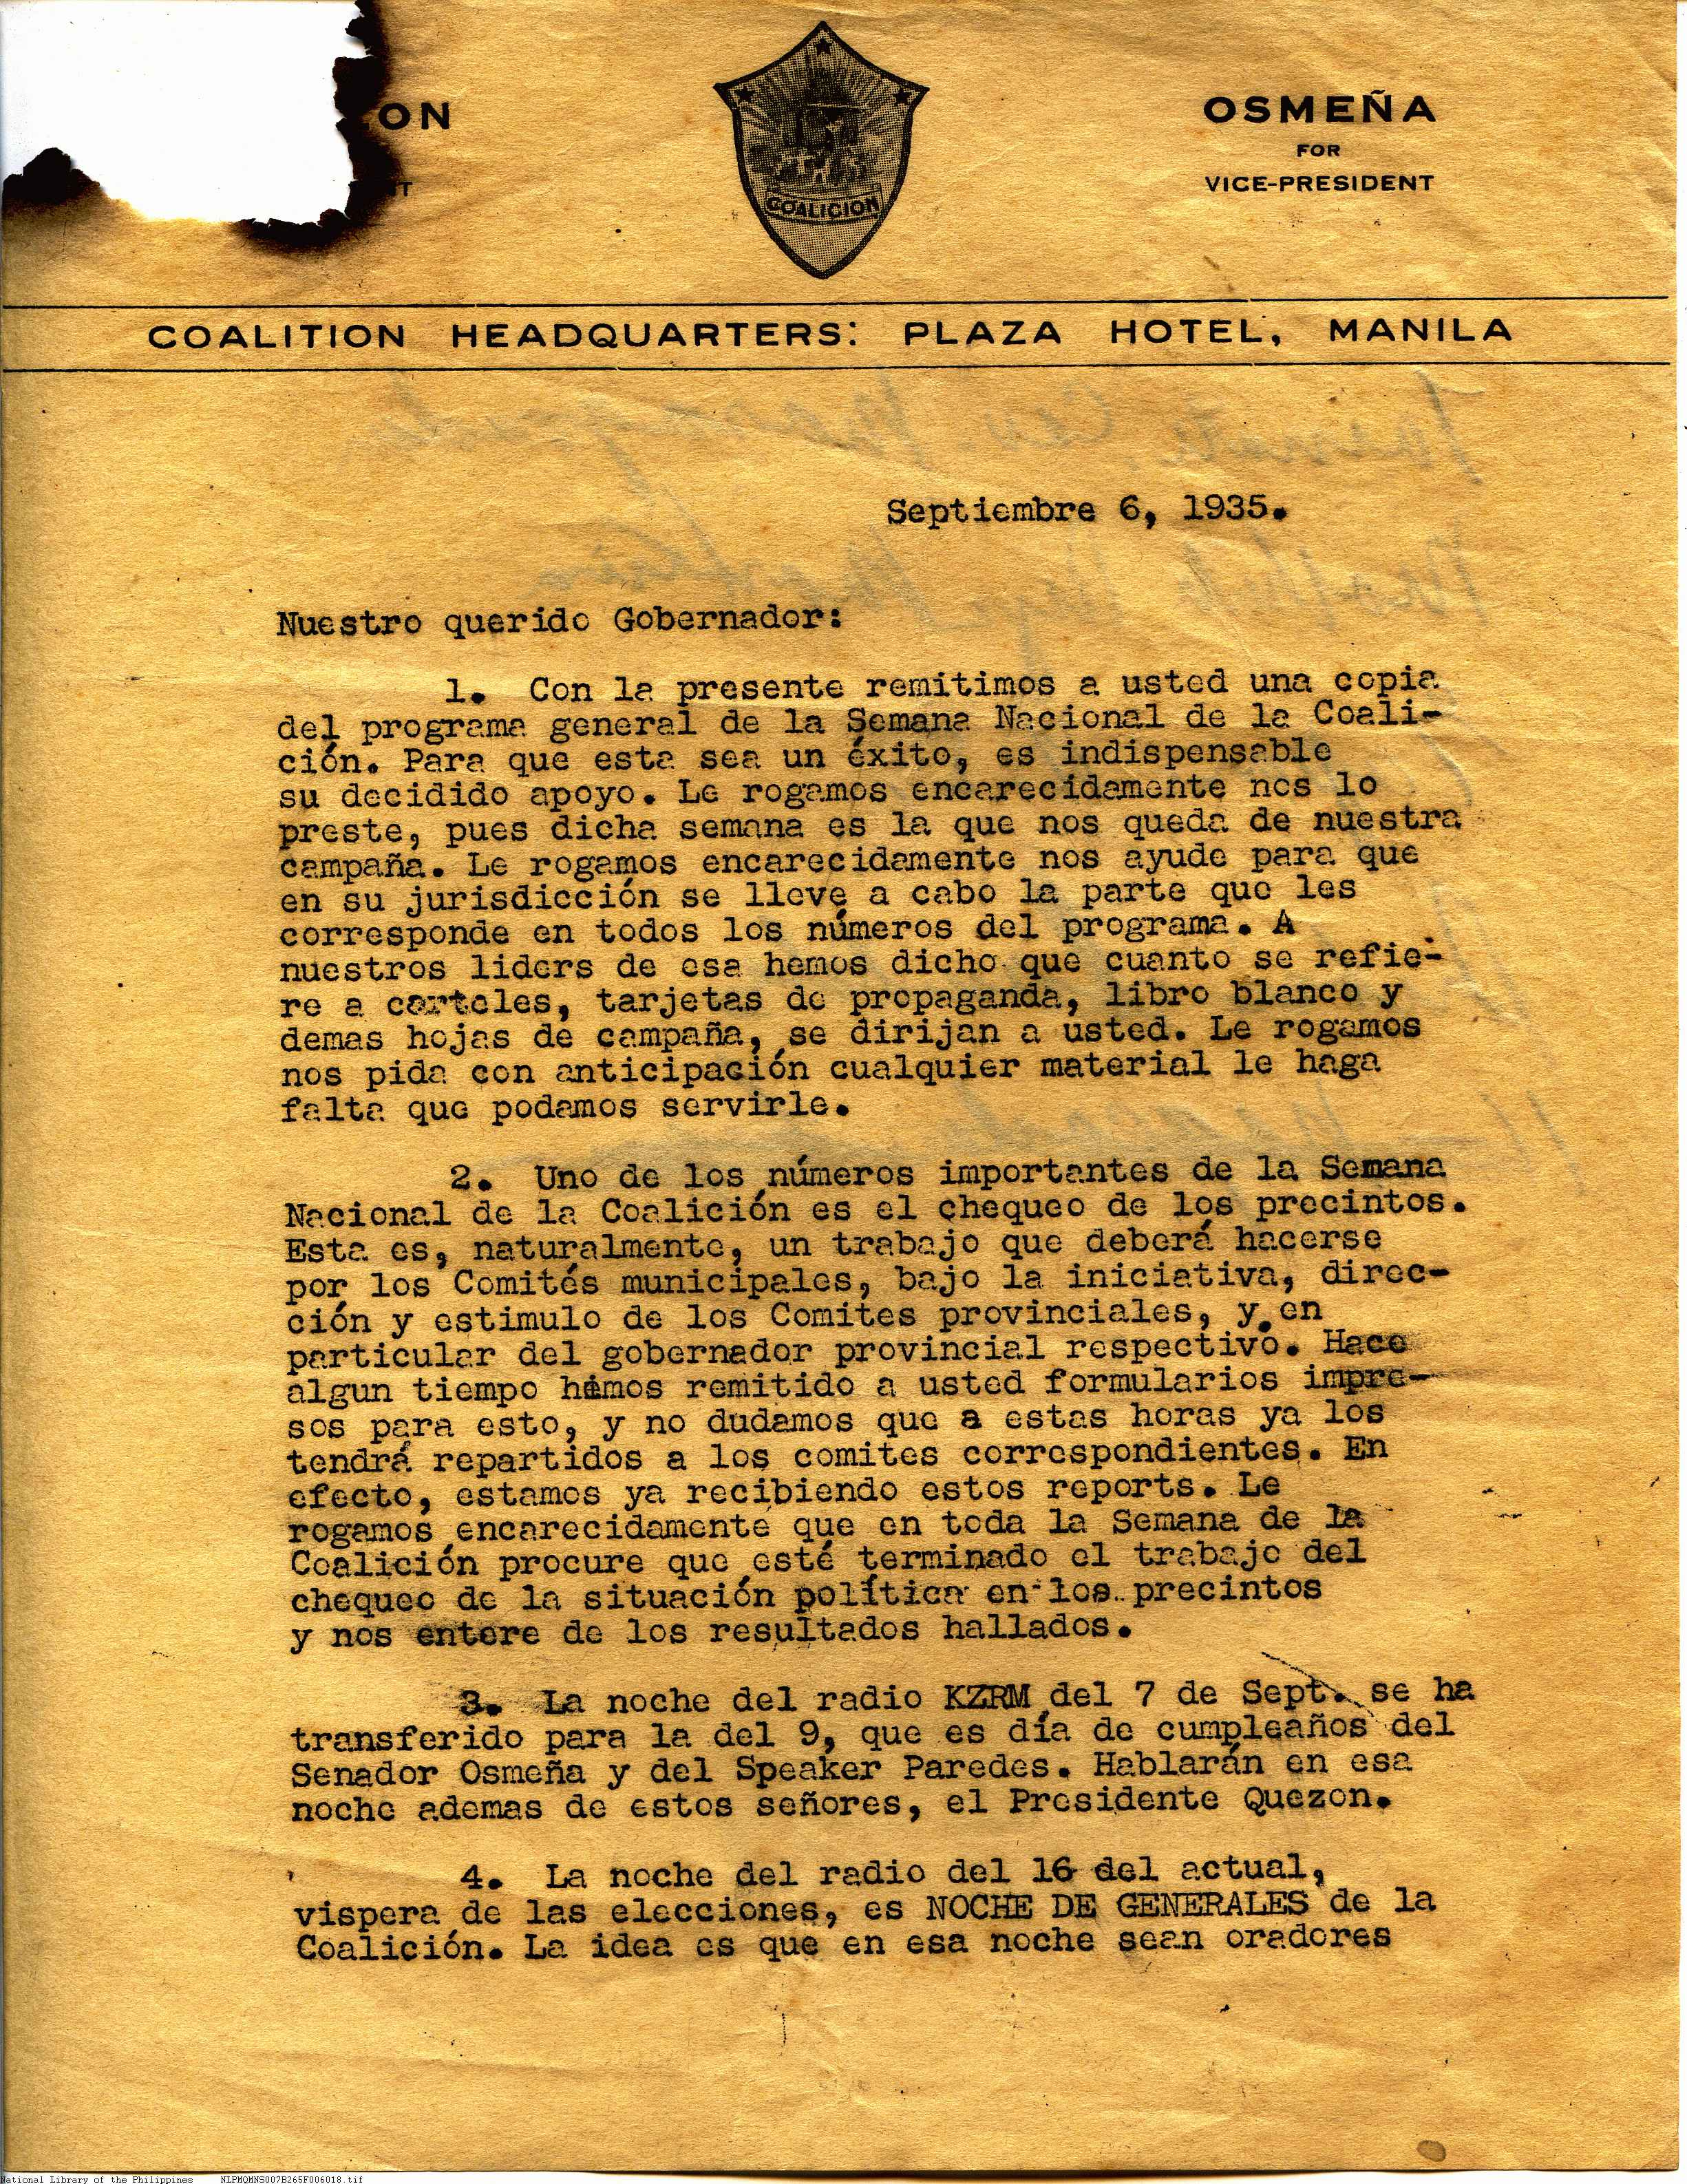 ON
T
COALICION
OSMEÑA
FOR
VICE-PRESIDENT
COALITION HEADQUARTERS: PLAZA HOTEL, MANILA
Septiembre 6, 1935.
Nuestro querido Gobernador:
1. Con la presente remitimos a usted una copia
del programa general de la Semana Nacional de la Coali-
ción. Para que esta sea un éxito, es indispensable
su decidido apoyo. Le rogamos encarecidamente nos lo
preste, pues dicha semana es la que nos queda de nuestra
campaña. Le rogamos encarecidamente nos ayude para que
en su jurisdicción se lleve a cabo la parte que les
corresponde en todos los números del programa. A
nuestros liders de esa hemos dicho que cuanto se refie-
re a carteles, tarjetas de propaganda, libro blanco y
demas hojas de campaña, se dirijan a usted. Le rogamos
nos pida con anticipación cualquier material le haga
falta que podamos servirle.
2. Uno de los números importantes de la Semana
Nacional de la Coalición es el chequeo de los precintos.
Esta es, naturalmente, un trabajo que deberá hacerse
por los Comités municipales, bajo la iniciativa, direc-
ción y estimulo de los Comites provinciales, y en
particular del gobernador provincial respectivo. Hace
algun tiempo hemos remitido a usted formularios impre-
sos para esto, y no dudamos que a estas horas ya los
tendrá repartidos a los comites correspondientes. En
efecto, estamos ya recibiendo estos reports. Le
rogamos encarecidamente que en toda la Semana de la
Coalición procure que esté terminado el trabajo del
chequeo de la situación política en los precintos
y nos entere de los resultados hallados.
3. La noche del radio KZRM del 7 de Sept. se ha
transferido para la del 9, que es día de cumpleaños del
Senador Osmeña y del Speaker Paredes. Hablarán en esa
noche ademas de estos señores, el Presidente Quezon.
4. La noche del radio del 16 del actual,
vispera de las elecciones, es NOCHE DE GENERALES de la
Coalición. La idea es que en esa noche sean oradores
National Library of the Philippines NLPMQMNS007B265F006018.tif